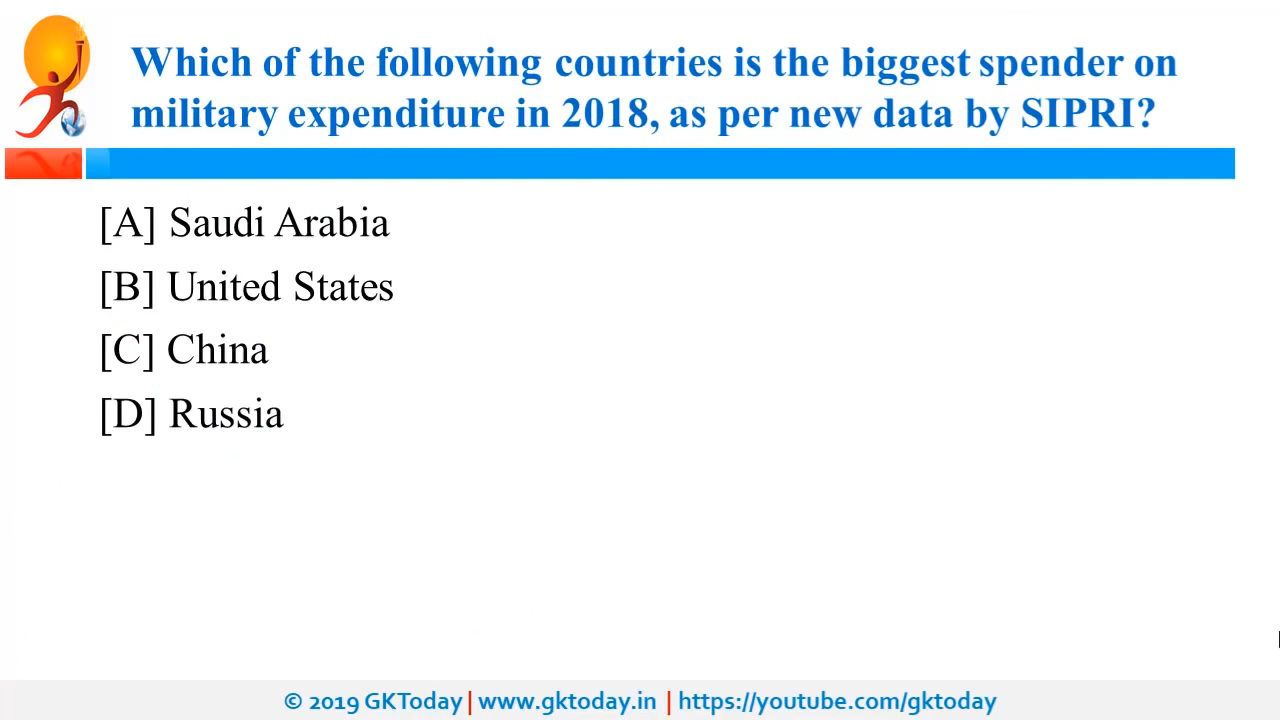 Which of the following countries is the biggest spender on
military expenditure in 2018, as per new data by SIPRI?
[A] Saudi Arabia
[B] United States
[C] China
[D] Russia
© 2019 GKToday | www.gktoday.in | https://youtube.com/gktoday